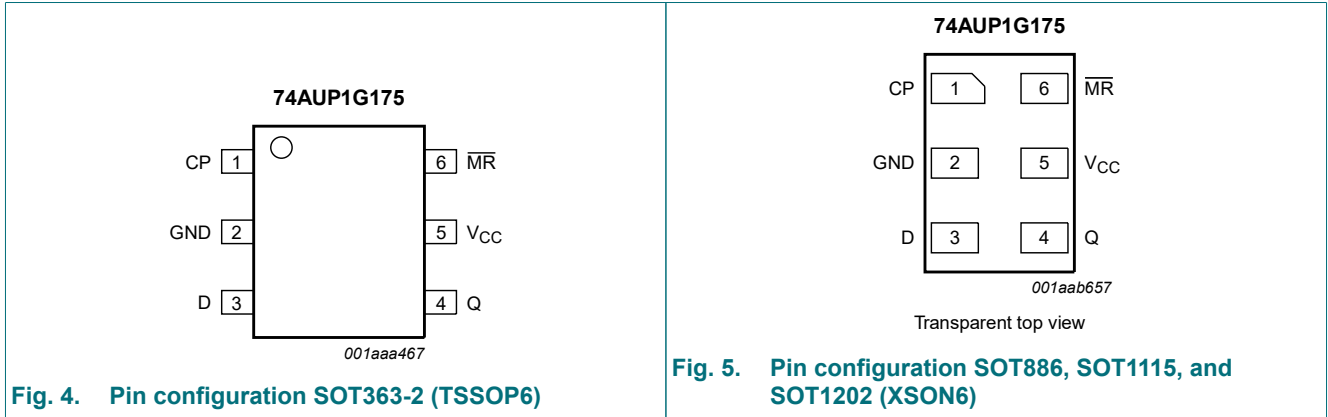 74AUP1G175
CP 1 6 M̅R̅
GND 2 5 VCC
D 3 4 Q
001aaa467
Fig. 4. Pin configuration SOT363-2 (TSSOP6)
74AUP1G175
CP 1 6 M̅R̅
GND 2 5 VCC
D 3 4 Q
001aab657
Transparent top view
Fig. 5. Pin configuration SOT886, SOT1115, and
SOT1202 (XSON6)